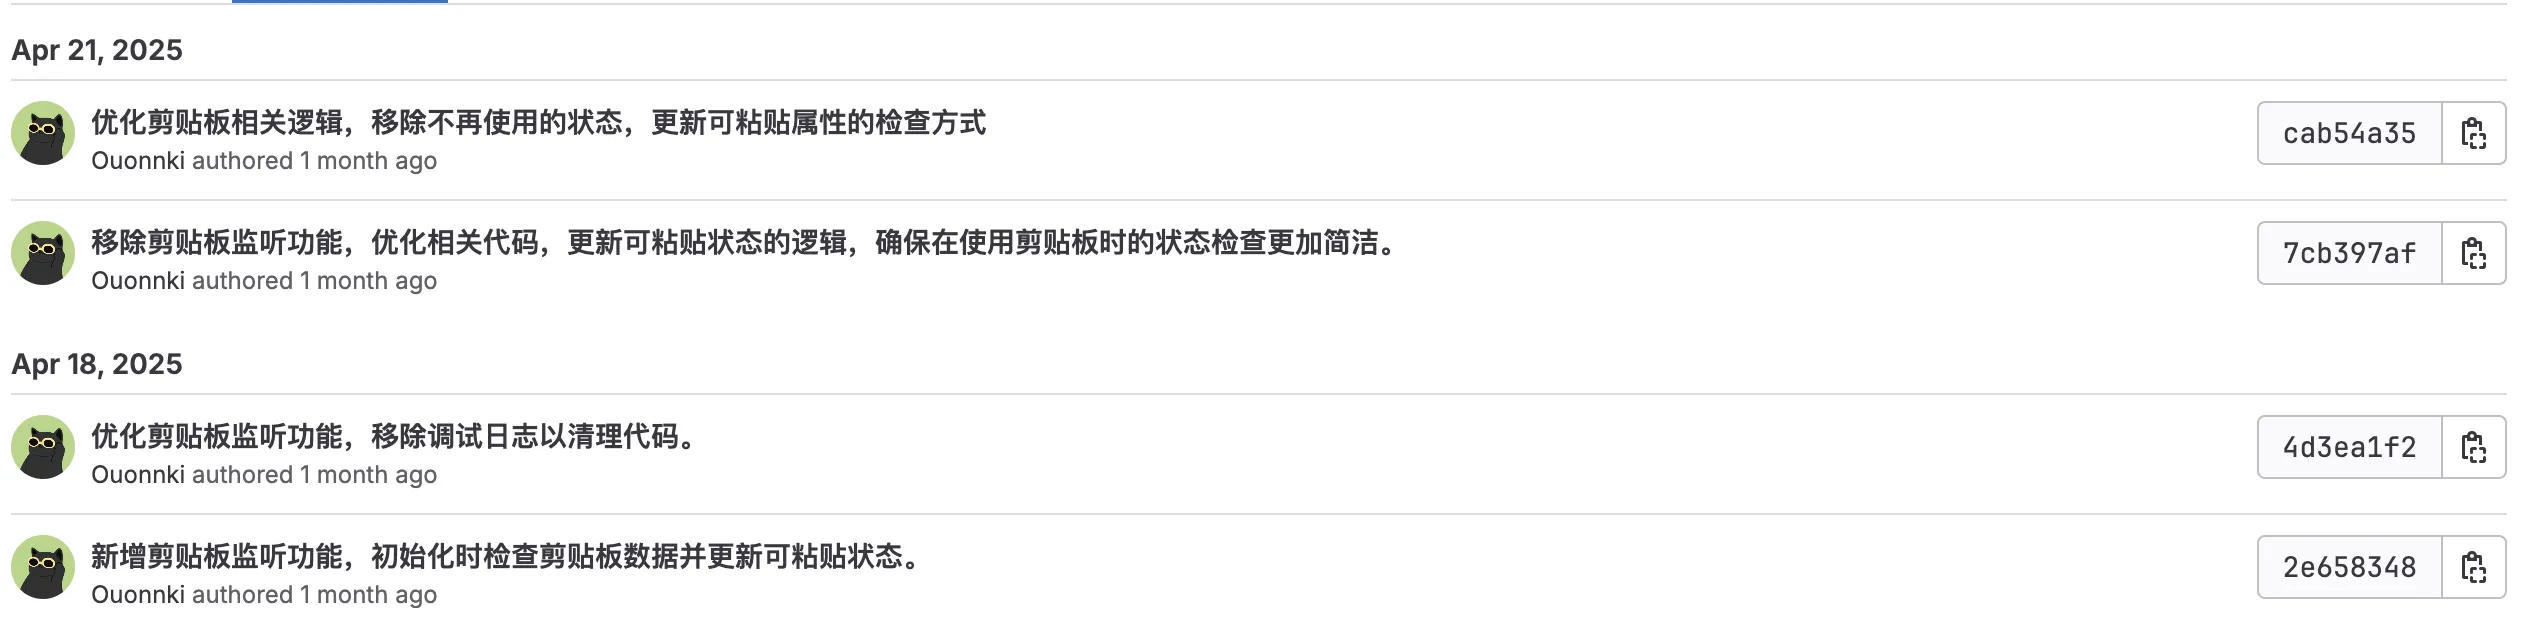 Apr 21, 2025
优化剪贴板相关逻辑，移除不再使用的状态，更新可粘贴属性的检查方式
Ouonnki authored 1 month ago
cab54a35
移除剪贴板监听功能，优化相关代码，更新可粘贴状态的逻辑，确保在使用剪贴板时的状态检查更加简洁。
Ouonnki authored 1 month ago
7cb397af
Apr 18, 2025
优化剪贴板监听功能，移除调试日志以清理代码。
Ouonnki authored 1 month ago
4d3ea1f2
新增剪贴板监听功能，初始化时检查剪贴板数据并更新可粘贴状态。
Ouonnki authored 1 month ago
2e658348